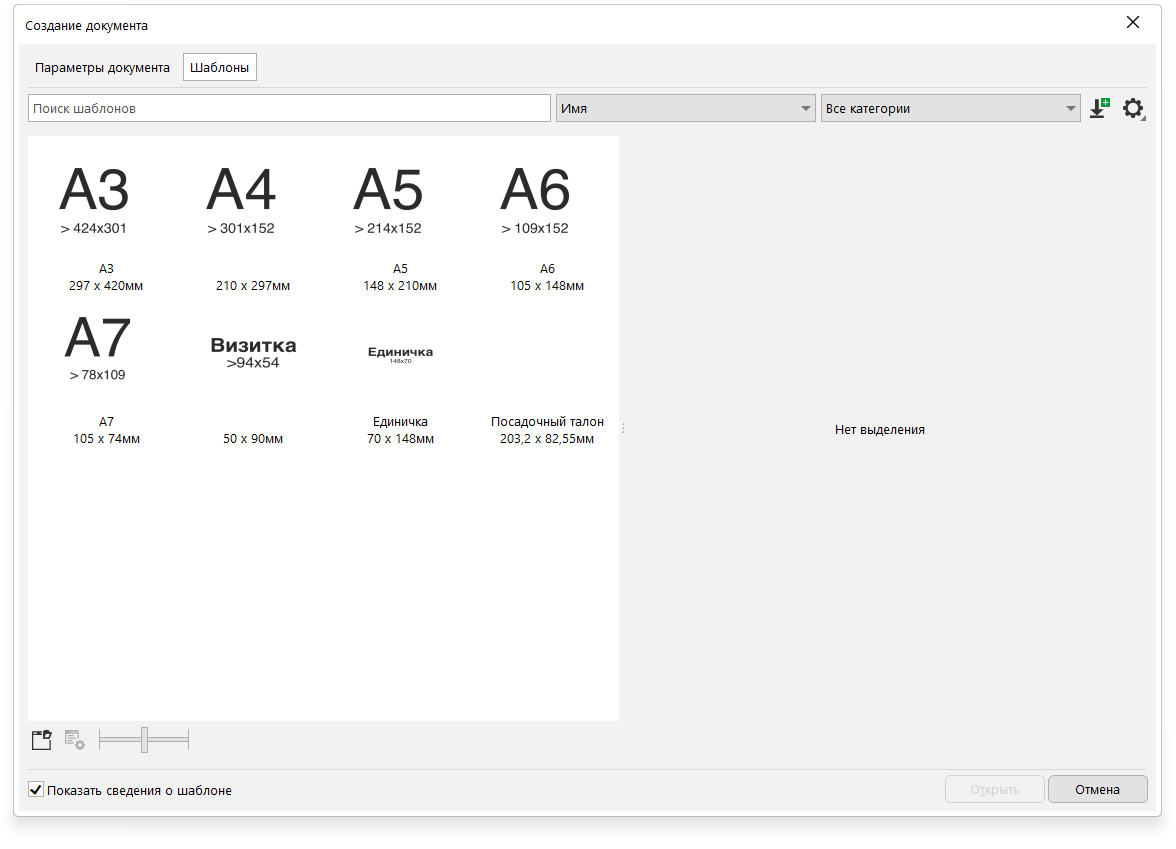 Создание документа
Параметры документа
Шаблоны
Поиск шаблонов
Имя
Все категории
A3
> 424x301
A3
297 x 420мм
A4
> 301x152
210 x 297мм
A5
> 214x152
A5
148 x 210мм
A6
> 109x152
A6
105 x 148мм
A7
> 78x109
A7
105 x 74мм
Визитка
>94x54
50 x 90мм
Единичка
148x70
Единичка
70 x 148мм
Посадочный талон
203,2 x 82,55мм
Нет выделения
Показать сведения о шаблоне
Открыть
Отмена